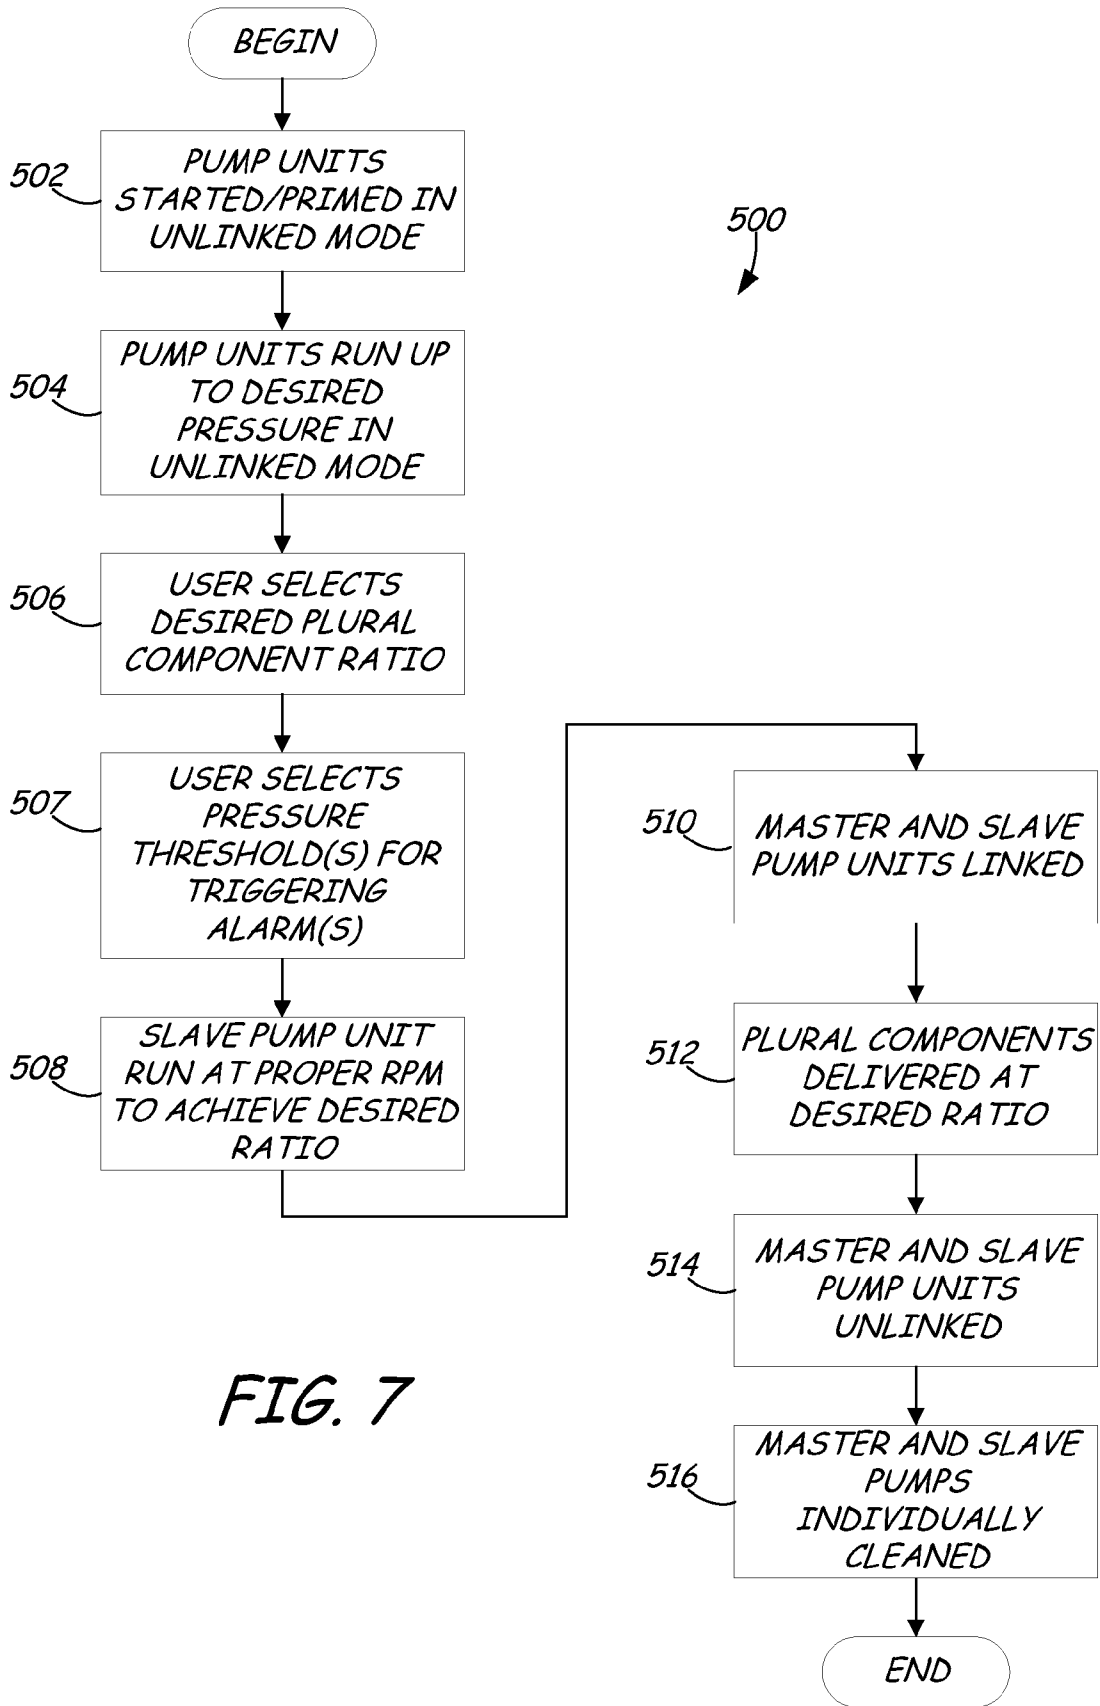 BEGIN
502
PUMP UNITS
STARTED/PRIMED IN
UNLINKED MODE
500
504
PUMP UNITS RUN UP
TO DESIRED
PRESSURE IN
UNLINKED MODE
506
USER SELECTS
DESIRED PLURAL
COMPONENT RATIO
507
USER SELECTS
PRESSURE
THRESHOLD(S) FOR
TRIGGERING
ALARM(S)
508
SLAVE PUMP UNIT
RUN AT PROPER RPM
TO ACHIEVE DESIRED
RATIO
510
MASTER AND SLAVE
PUMP UNITS LINKED
512
PLURAL COMPONENTS
DELIVERED AT
DESIRED RATIO
514
MASTER AND SLAVE
PUMP UNITS
UNLINKED
516
MASTER AND SLAVE
PUMPS
INDIVIDUALLY
CLEANED
END
FIG. 7